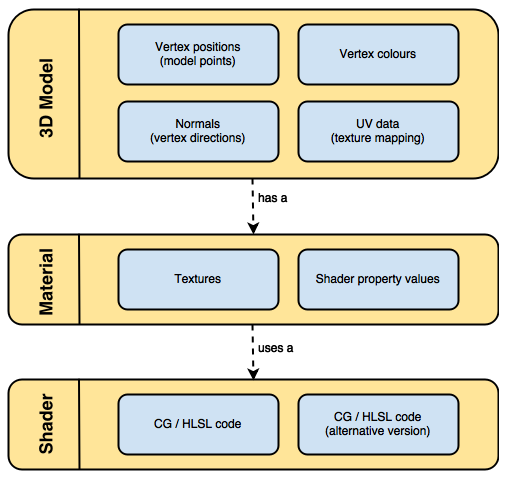 3D Model
Vertex positions
(model points)
Vertex colours
Normals
(vertex directions)
UV data
(texture mapping)
has a
Material
Textures
Shader property values
uses a
Shader
CG / HLSL code
CG / HLSL code
(alternative version)